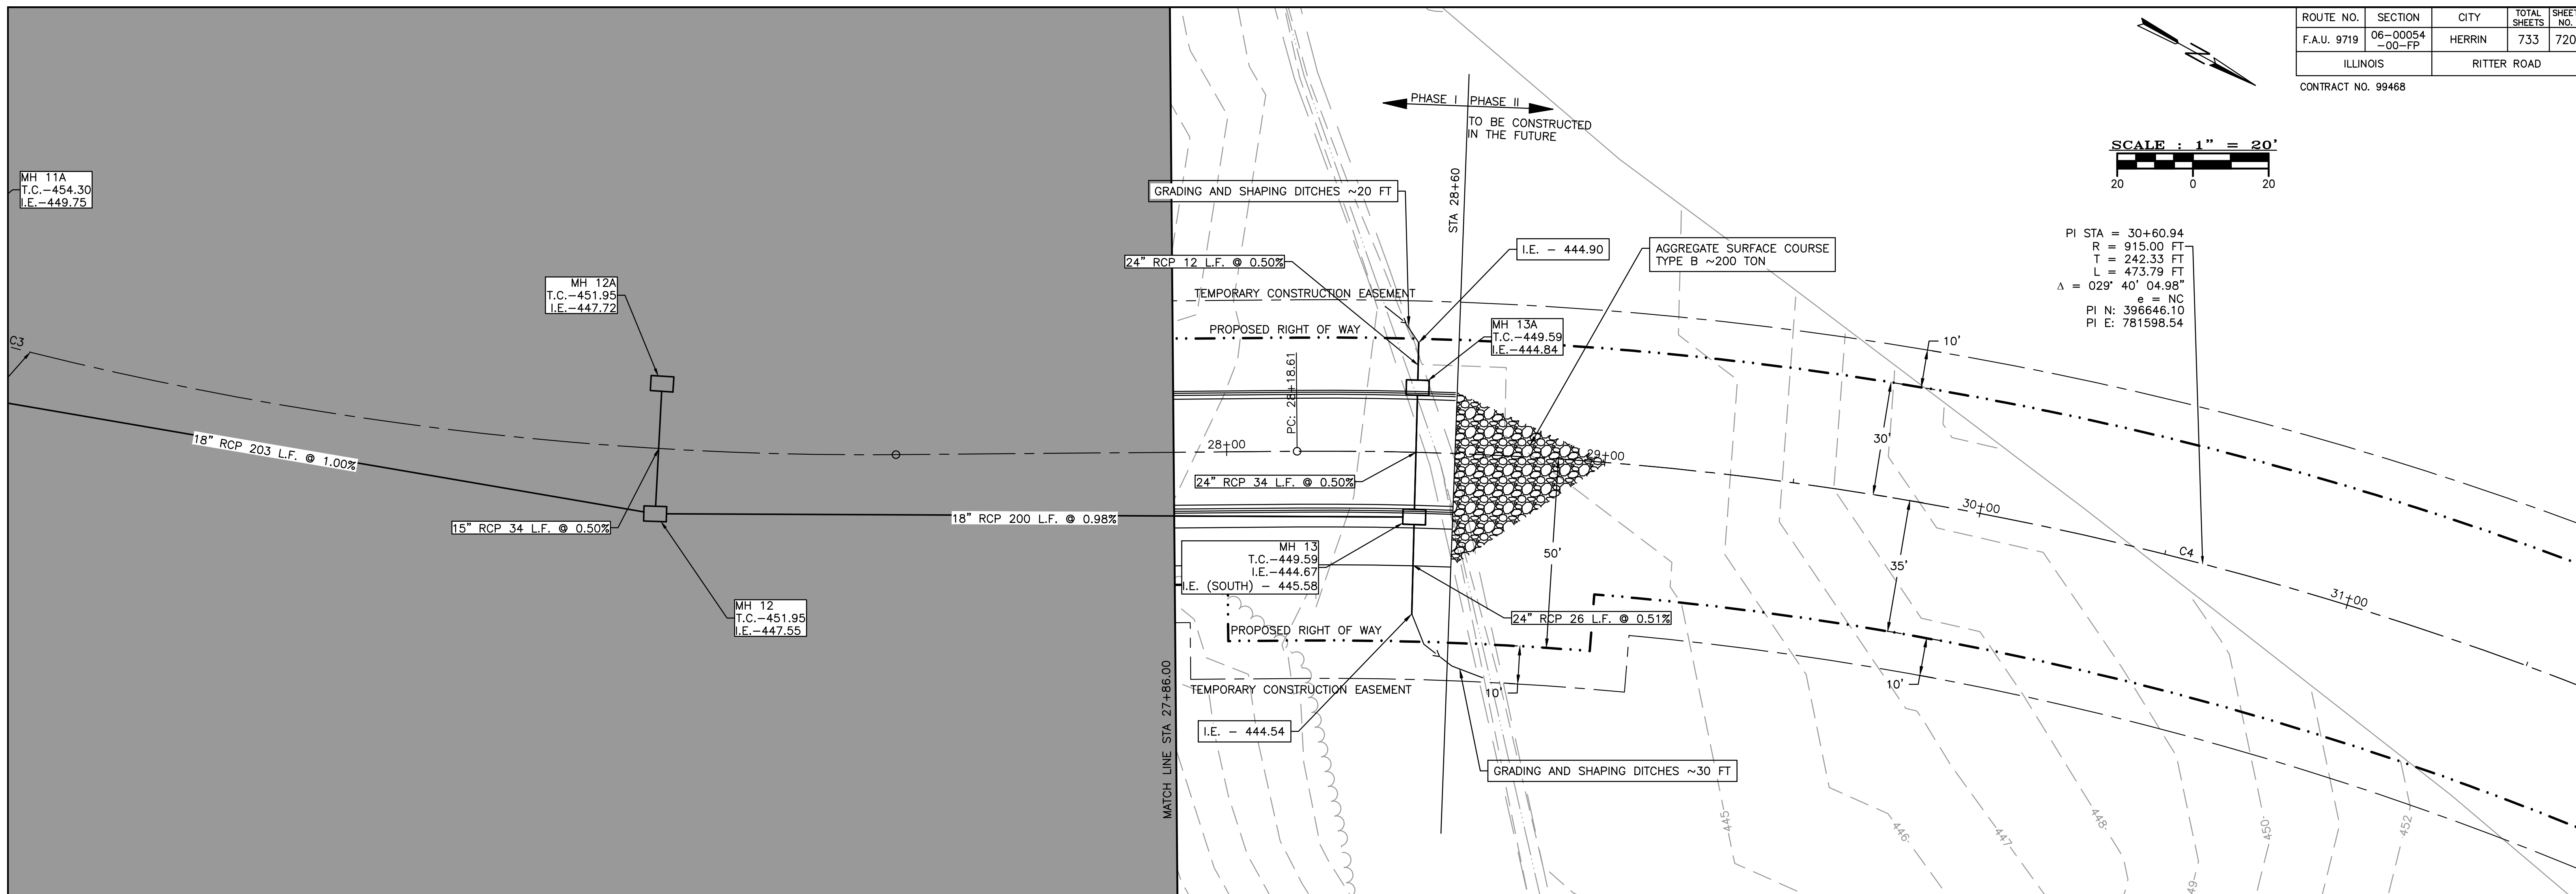 ROUTE NO.
SECTION
CITY
TOTAL SHEETS
SHEET NO.
F.A.U. 9719
06-00054
-00-FP
HERRIN
733
720
ILLINOIS
RITTER ROAD
CONTRACT NO. 99468
N
SCALE : 1" = 20'
20 0 20
PI STA = 30+60.94
R = 915.00 FT
T = 242.33 FT
L = 473.79 FT
Δ = 029° 40' 04.98"
e = NC
PI N: 396646.10
PI E: 781598.54
PHASE I
PHASE II
TO BE CONSTRUCTED
IN THE FUTURE
STA 28+60
MH 11A
T.C.-454.30
I.E.-449.75
GRADING AND SHAPING DITCHES ~20 FT
I.E. - 444.90
AGGREGATE SURFACE COURSE
TYPE B ~200 TON
24" RCP 12 L.F. @ 0.50%
MH 12A
T.C.-451.95
I.E.-447.72
TEMPORARY CONSTRUCTION EASEMENT
PROPOSED RIGHT OF WAY
MH 13A
T.C.-449.59
I.E.-444.84
C3
10'
PC: 28+18.61
18" RCP 203 L.F. @ 1.00%
28+00
29+00
30'
24" RCP 34 L.F. @ 0.50%
30+00
15" RCP 34 L.F. @ 0.50%
18" RCP 200 L.F. @ 0.98%
MH 13
T.C.-449.59
I.E.-444.67
I.E. (SOUTH) - 445.58
50'
35'
C4
31+00
MH 12
T.C.-451.95
I.E.-447.55
24" RCP 26 L.F. @ 0.51%
PROPOSED RIGHT OF WAY
TEMPORARY CONSTRUCTION EASEMENT
10'
10'
MATCH LINE STA 27+86.00
I.E. - 444.54
GRADING AND SHAPING DITCHES ~30 FT
445
446
447
448
49
450
452